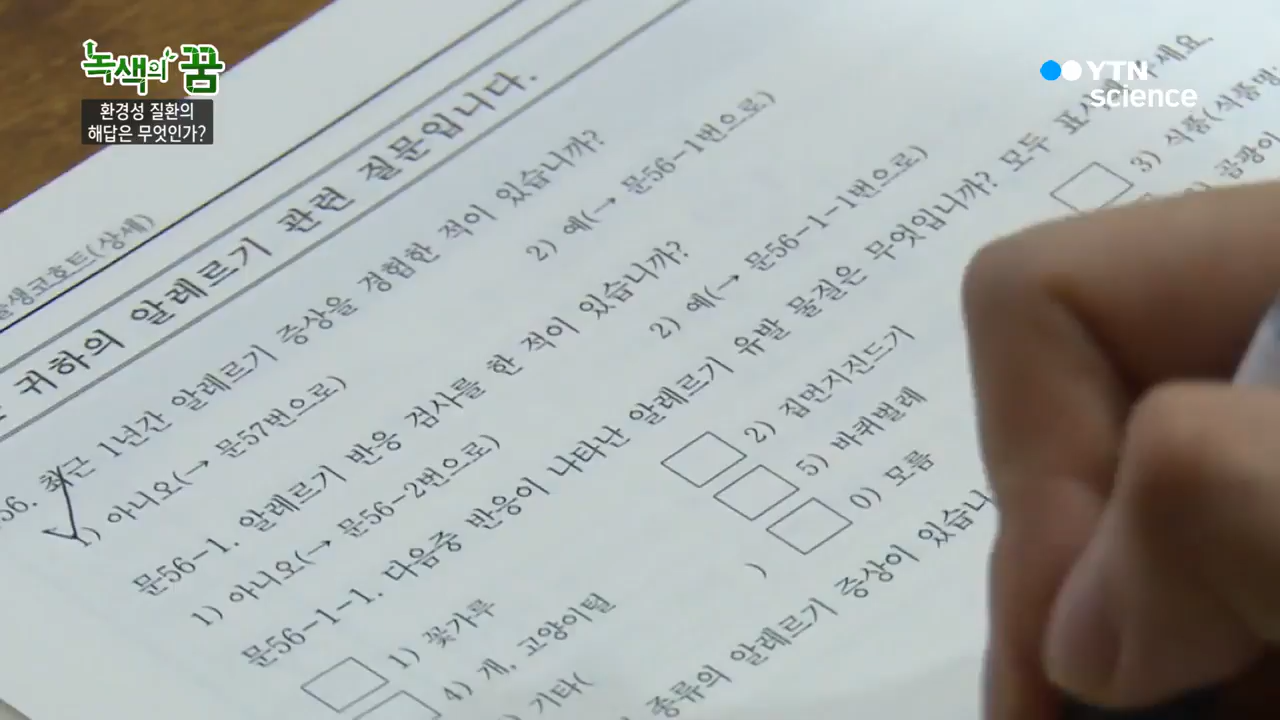 녹색의 꿈
환경성 질환의
해답은 무엇인가?
YTN
science
코호트(상세)
귀하의 알레르기 관련 질문입니다.
56. 최근 1년간 알레르기 증상을 경험한 적이 있습니까?
1) 아니오(→ 문57번으로) 2) 예(→ 문56-1번으로)
문56-1. 알레르기 반응 검사를 한 적이 있습니까?
1) 아니오(→ 문56-2번으로) 2) 예(→ 문56-1-1번으로)
문56-1-1. 다음중 반응이 나타난 알레르기 유발 물질은 무엇입니까? 모두 표시해 주세요.
1) 꽃가루 2) 집먼지진드기 3) 식품(식품명:
4) 개, 고양이털 5) 바퀴벌레 곰팡이
기타( ) 0) 모름
종류의 알레르기 증상이 있습니